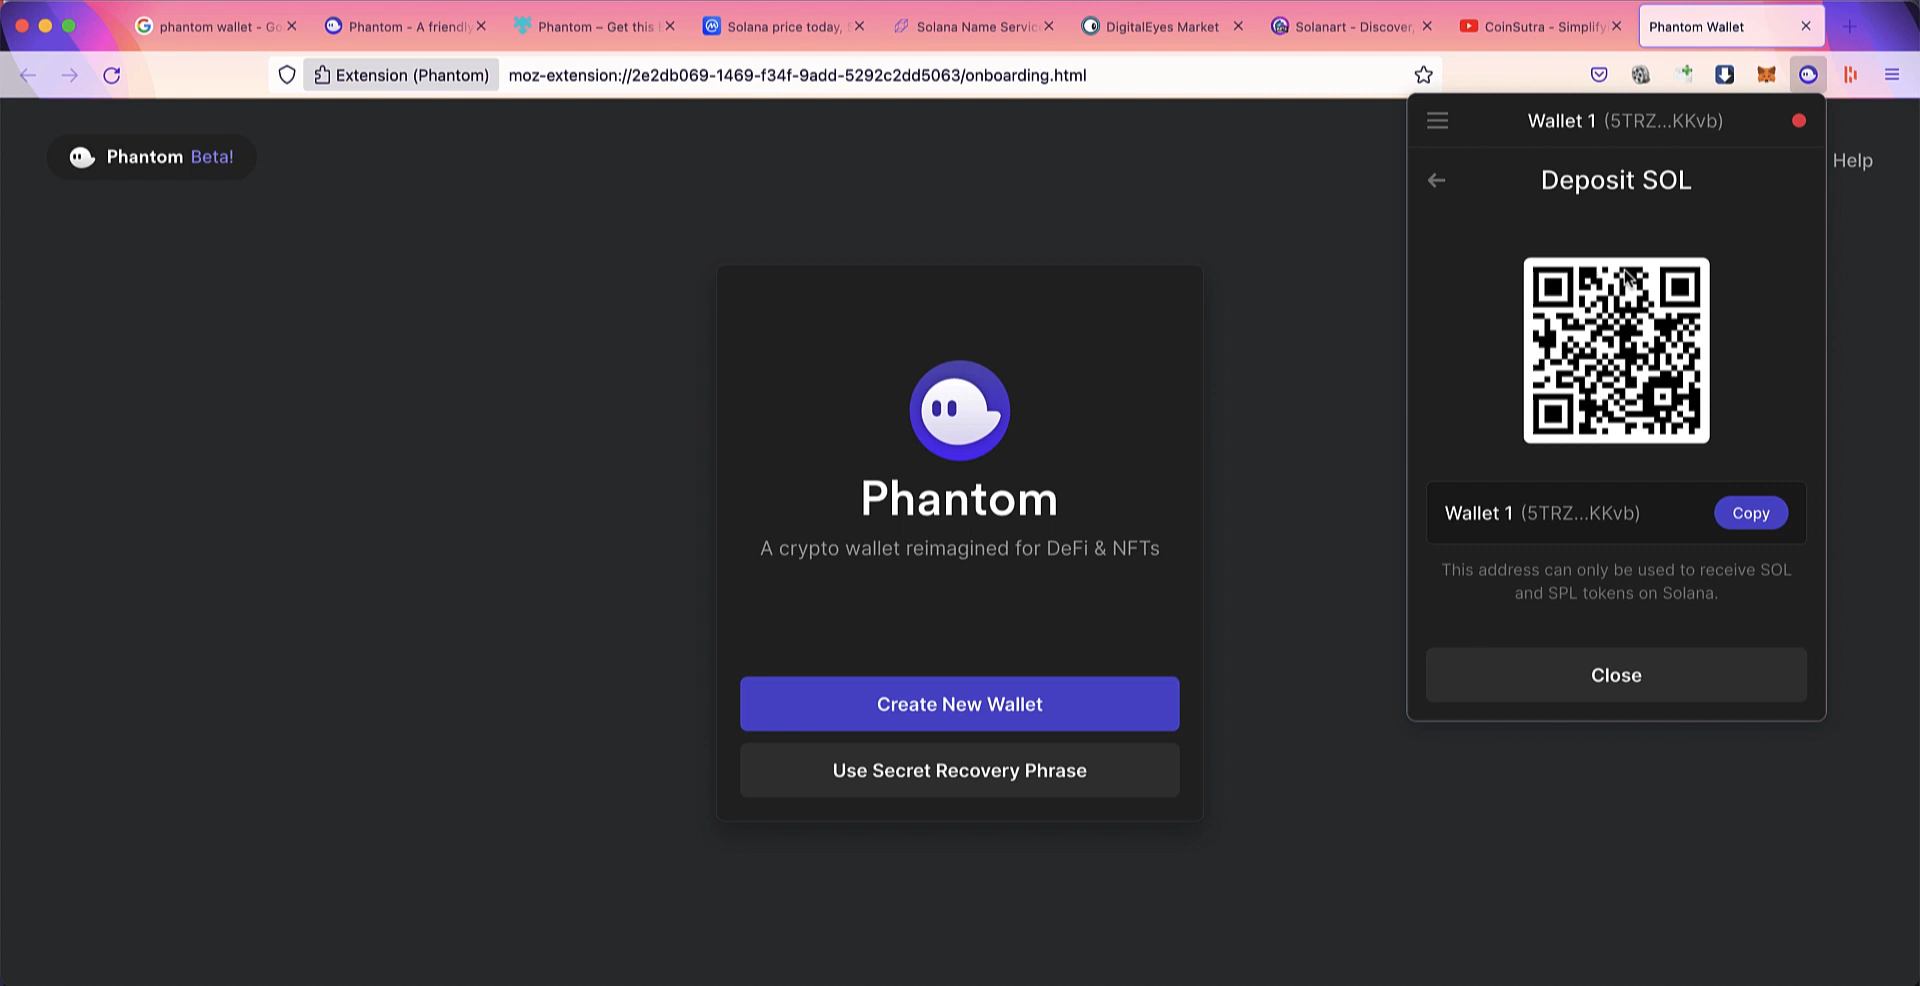 phantom wallet - Go
Phantom - A friendly
Phantom – Get this
Solana price today,
Solana Name Servic
DigitalEyes Market
Solanart - Discover,
CoinSutra - Simplify
Phantom Wallet
Extension (Phantom)
moz-extension://2e2db069-1469-f34f-9add-5292c2dd5063/onboarding.html
Phantom Beta!
Help
Wallet 1 (5TRZ...KKvb)
Deposit SOL
Wallet 1 (5TRZ...KKvb)
Copy
This address can only be used to receive SOL
and SPL tokens on Solana.
Close
Phantom
A crypto wallet reimagined for DeFi & NFTs
Create New Wallet
Use Secret Recovery Phrase